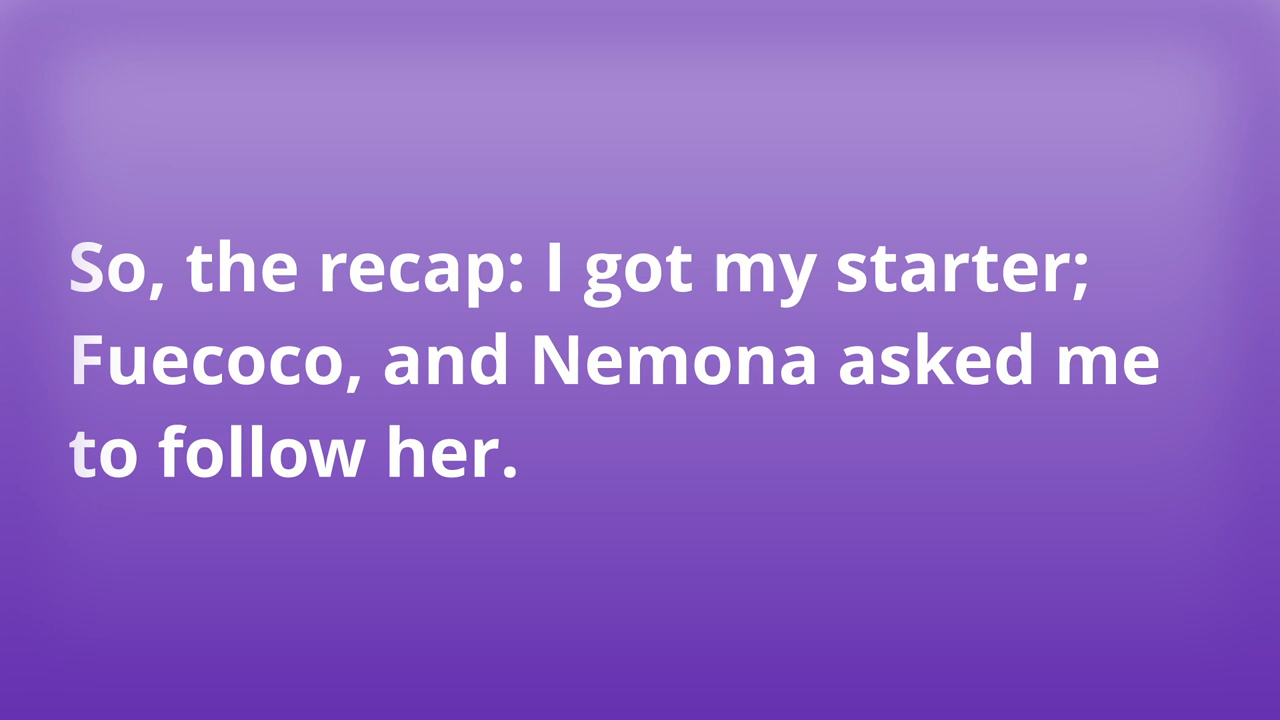 So, the recap: I got my starter;
Fuecoco, and Nemona asked me
to follow her.